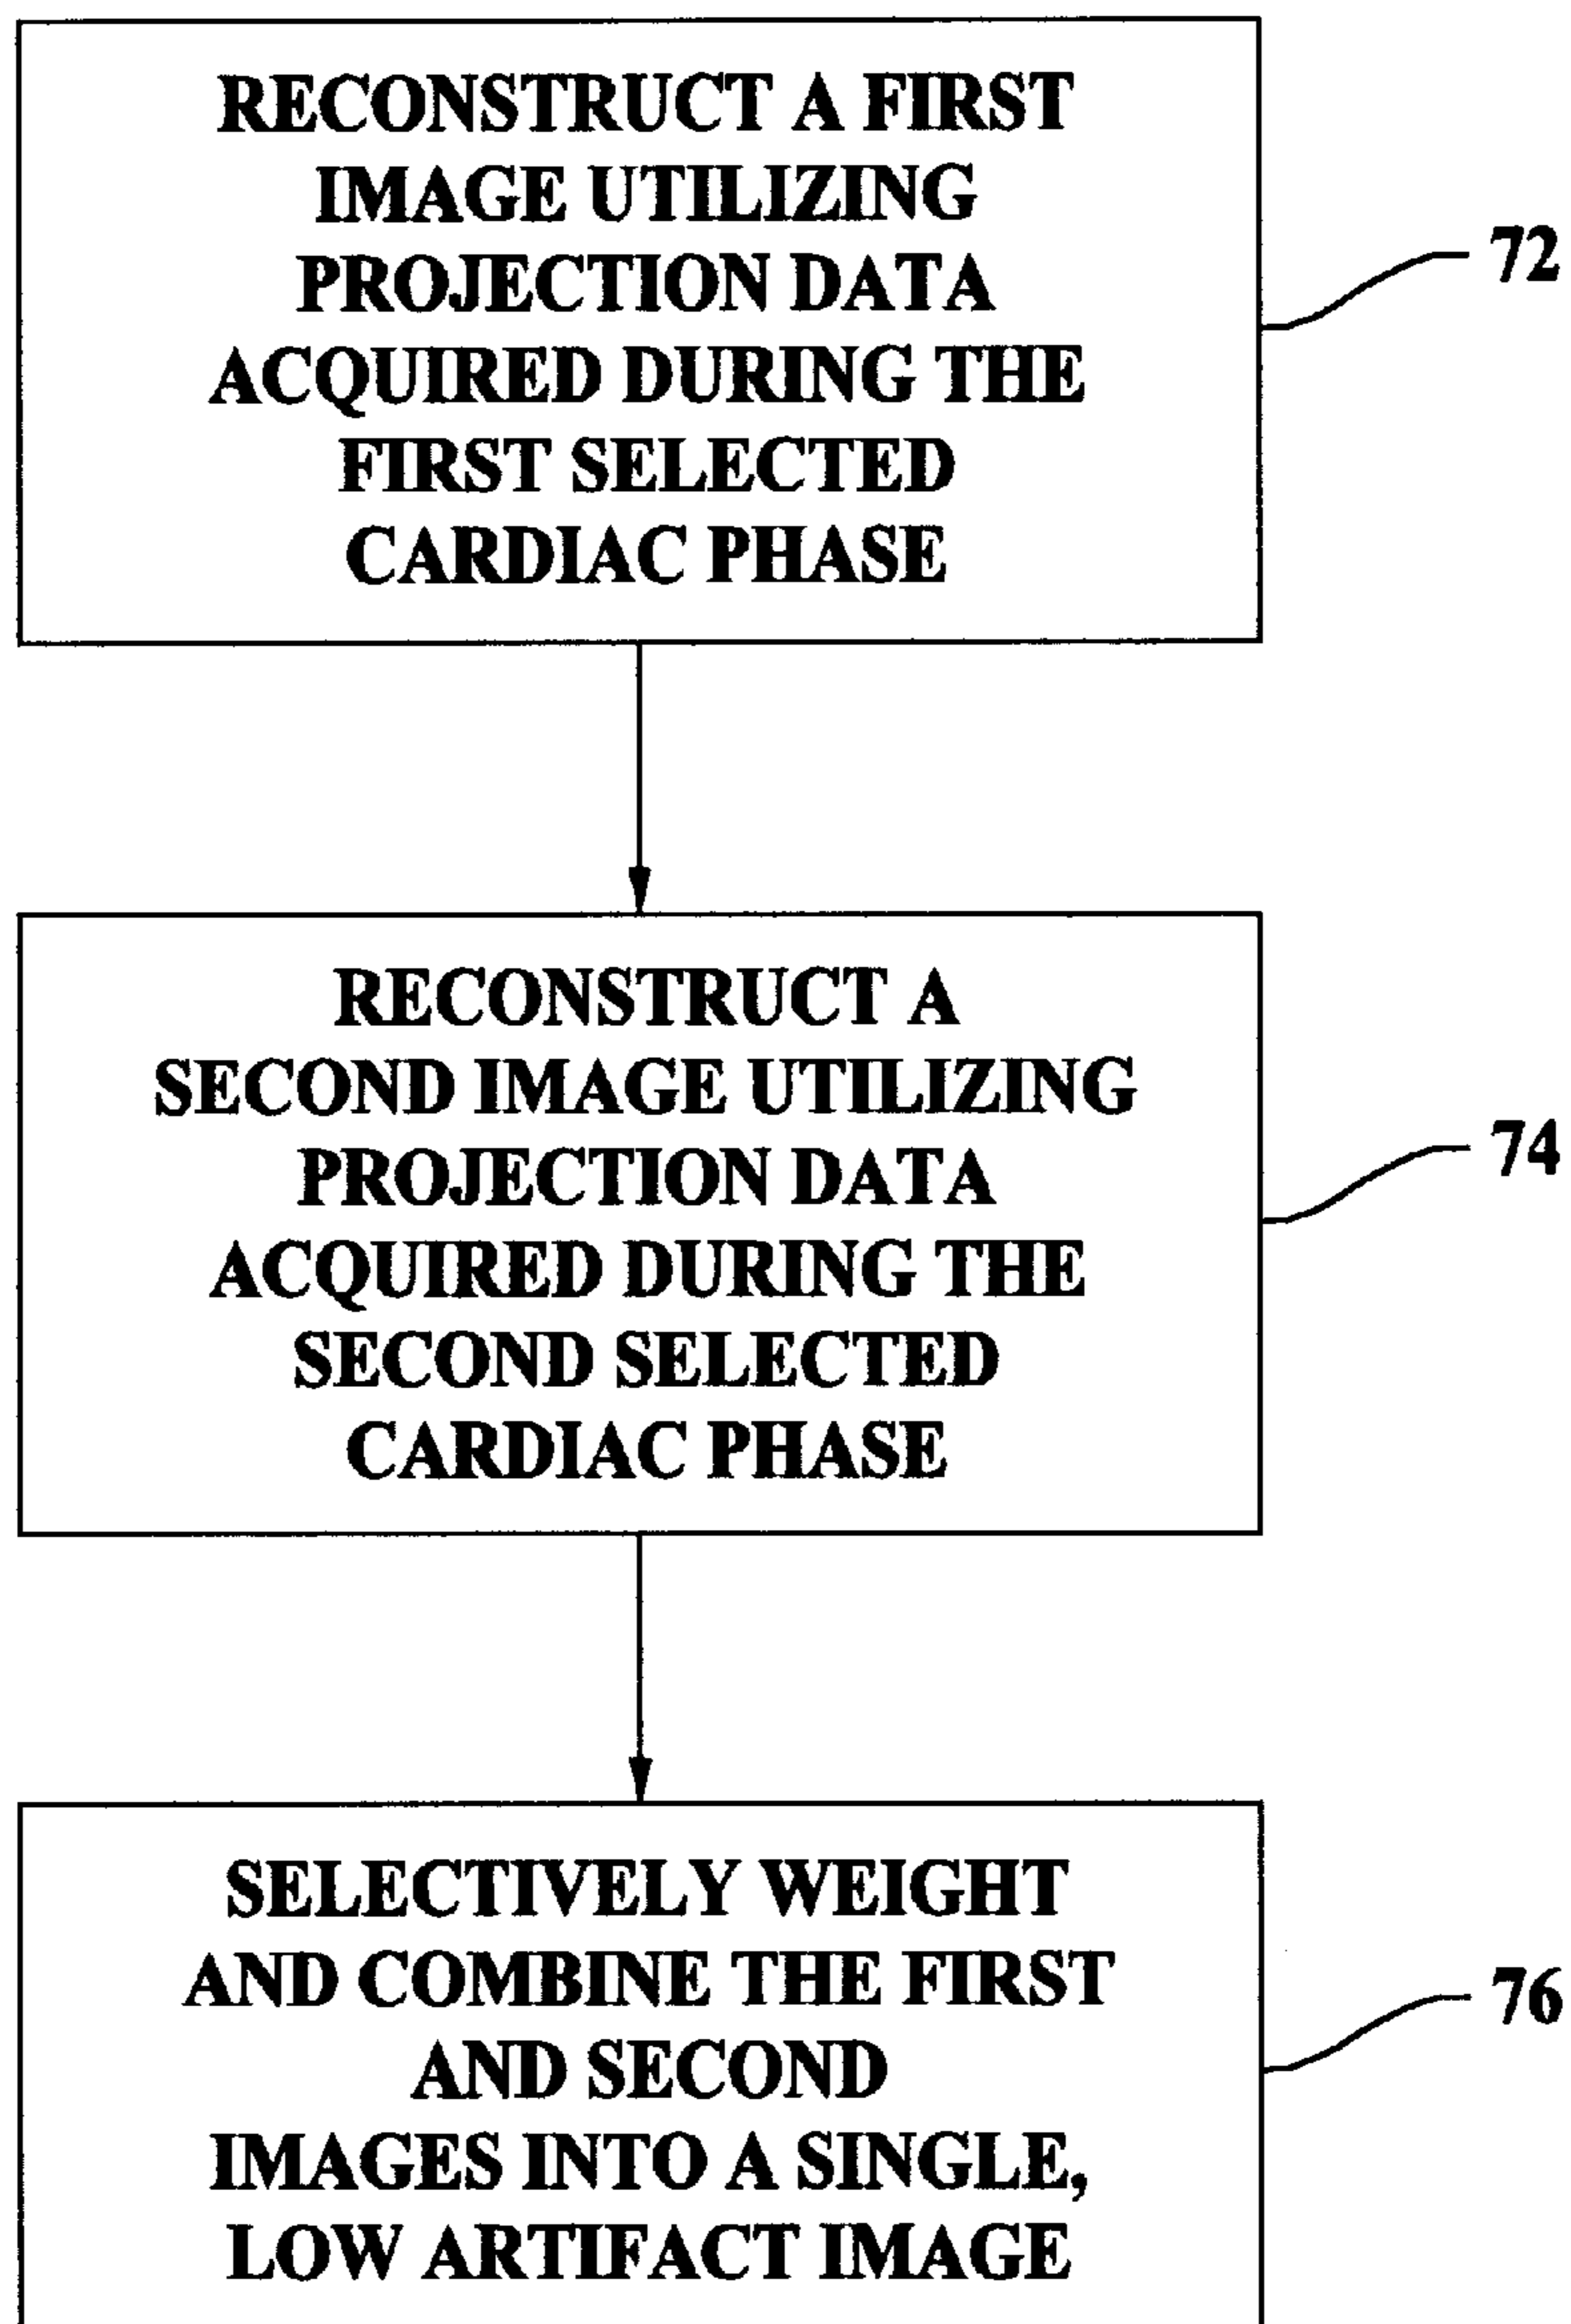 RECONSTRUCT A FIRST
IMAGE UTILIZING
PROJECTION DATA
ACQUIRED DURING THE
FIRST SELECTED
CARDIAC PHASE
72
RECONSTRUCT A
SECOND IMAGE UTILIZING
PROJECTION DATA
ACQUIRED DURING THE
SECOND SELECTED
CARDIAC PHASE
74
SELECTIVELY WEIGHT
AND COMBINE THE FIRST
AND SECOND
IMAGES INTO A SINGLE,
LOW ARTIFACT IMAGE
76